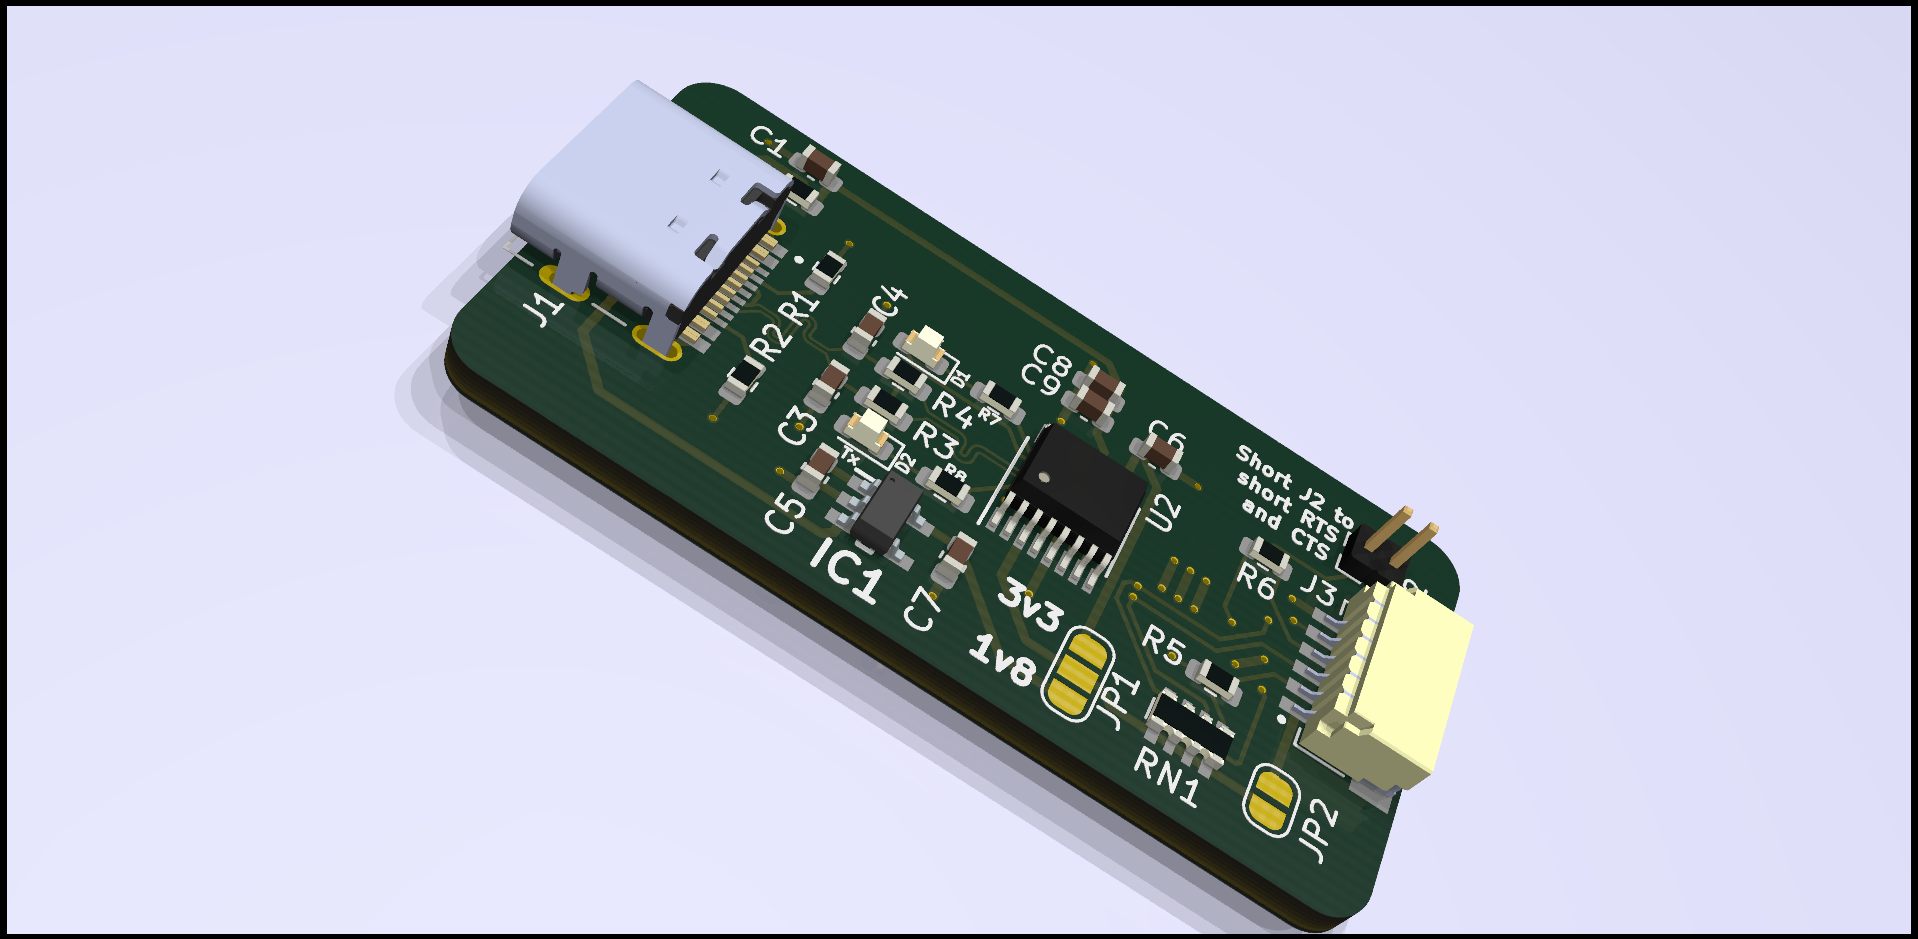 C1
J1
R1
R2
C4
C3
D1
R4
R7
R3
Tx
D2
R8
C5
IC1
C7
C8
C9
C6
U2
Short J2 to
short RTS
and CTS
R6
J3
3v3
1v8
JP1
R5
RN1
JP2